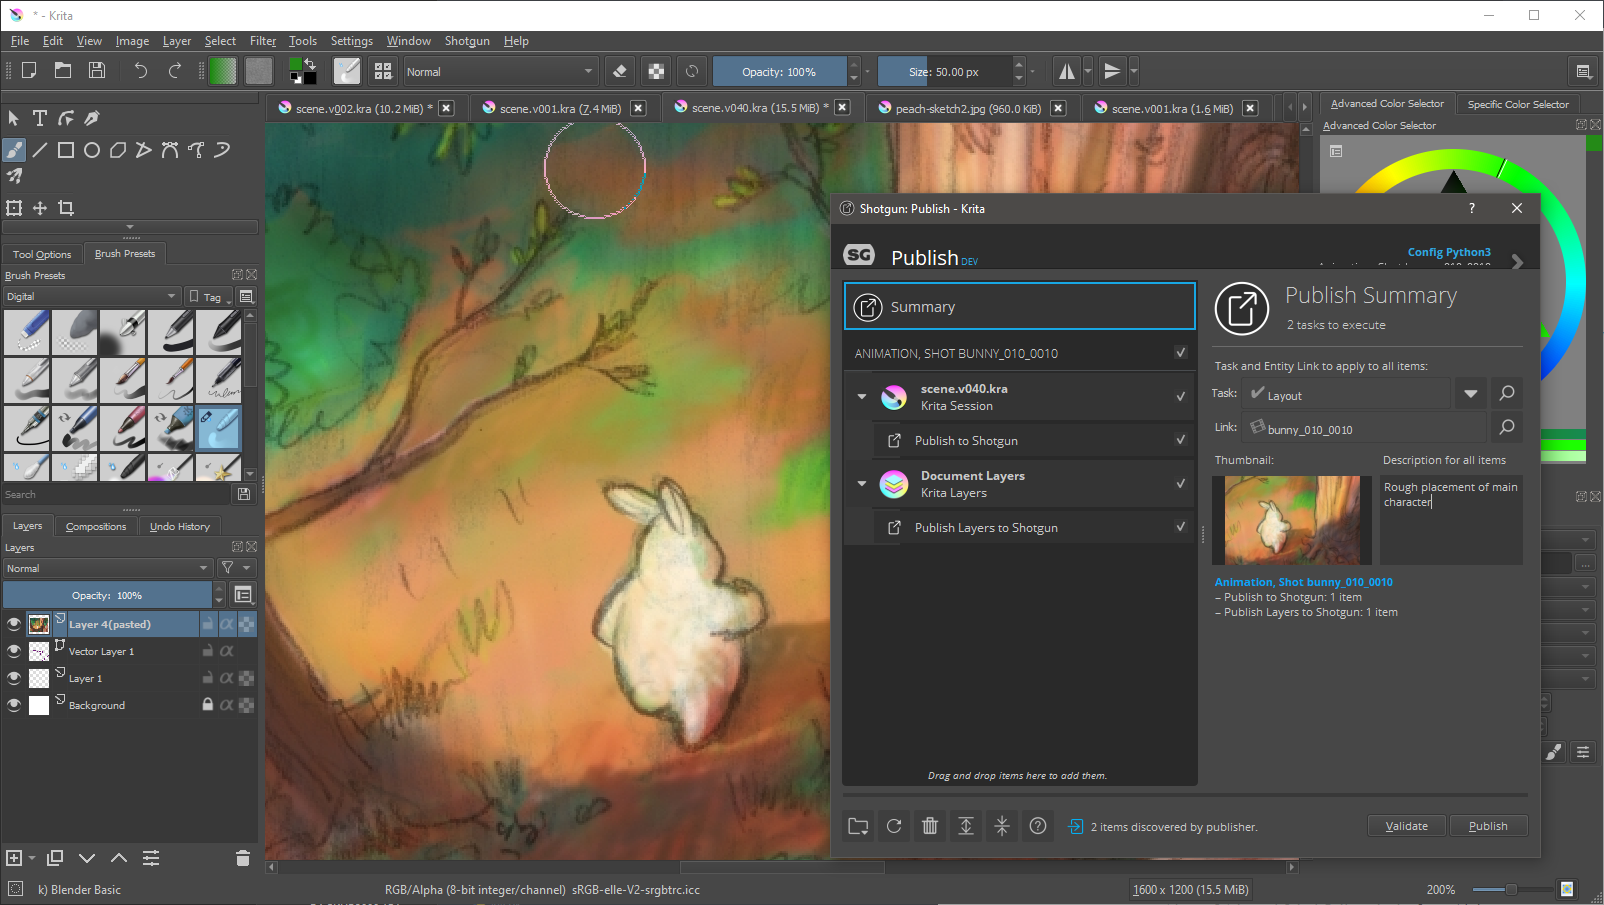 * - Krita
File Edit View Image Layer Select Filter Tools Settings Window Shotgun Help
Normal
Opacity: 100%
Size: 50.00 px
scene.v002.kra (10.2 MiB) *
scene.v001.kra (7.4 MiB)
scene.v040.kra (15.5 MiB) *
peach-sketch2.jpg (960.0 KiB)
scene.v001.kra (1.6 MiB)
Advanced Color Selector
Specific Color Selector
Advanced Color Selector
Tool Options
Brush Presets
Brush Presets
Digital
Tag
Search
Layers
Compositions
Undo History
Layers
Normal
Opacity: 100%
Layer 4(pasted)
Vector Layer 1
Layer 1
Background
k) Blender Basic
RGB/Alpha (8-bit integer/channel) sRGB-elle-V2-srgbtrc.icc
1600 x 1200 (15.5 MiB)
200%
Shotgun: Publish - Krita
?
SG
Publish DEV
Config Python3
Summary
ANIMATION, SHOT BUNNY_010_0010
scene.v040.kra
Krita Session
Publish to Shotgun
Document Layers
Krita Layers
Publish Layers to Shotgun
Drag and drop items here to add them.
Publish Summary
2 tasks to execute
Task and Entity Link to apply to all items:
Task: Layout
Link: bunny_010_0010
Thumbnail:
Description for all items
Rough placement of main
character
Animation, Shot bunny_010_0010
– Publish to Shotgun: 1 item
– Publish Layers to Shotgun: 1 item
2 items discovered by publisher.
Validate
Publish
...